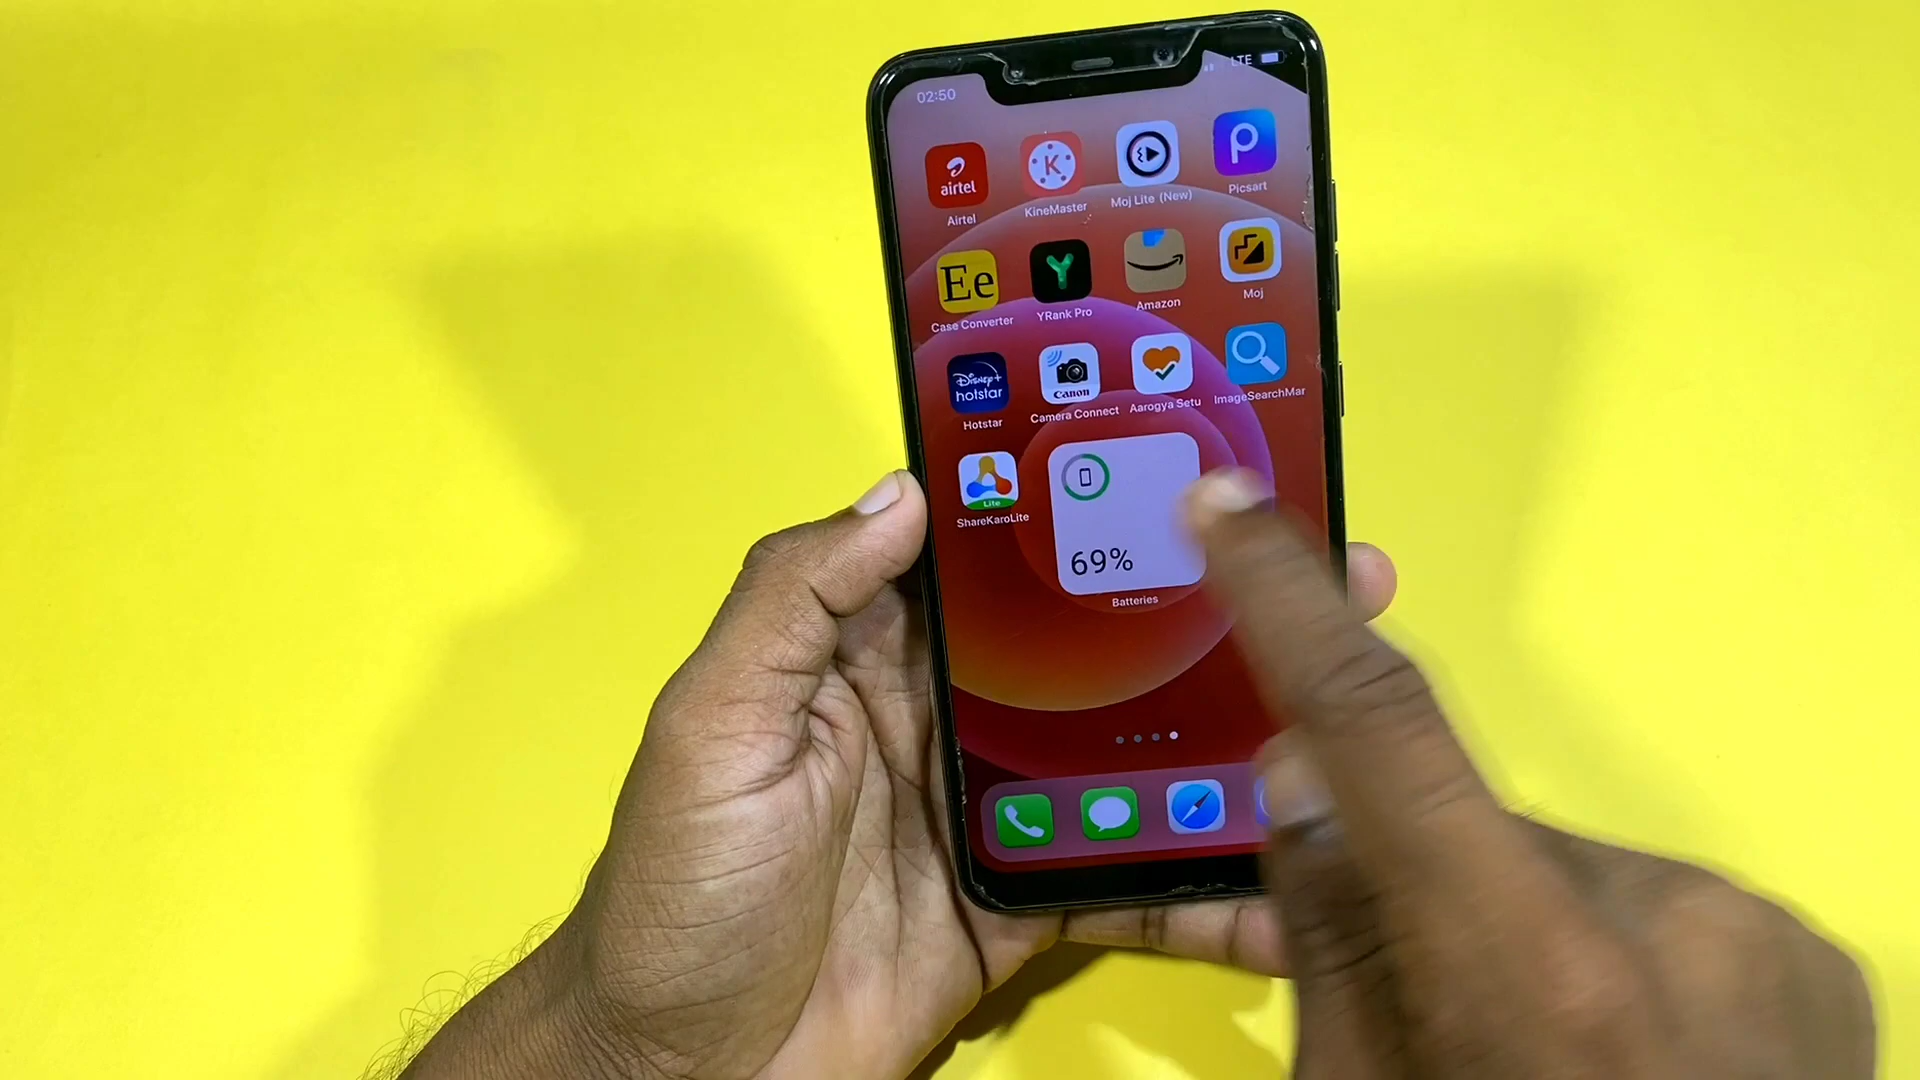 02:50
LTE
airtel
K
P
Airtel
KineMaster
Moj Lite (New)
Picsart
Ee
Y
Case Converter
YRank Pro
Amazon
Moj
Disney+
hotstar
Canon
Hotstar
Camera Connect
Aarogya Setu
ImageSearchMar
Lite
ShareKaroLite
69%
Batteries